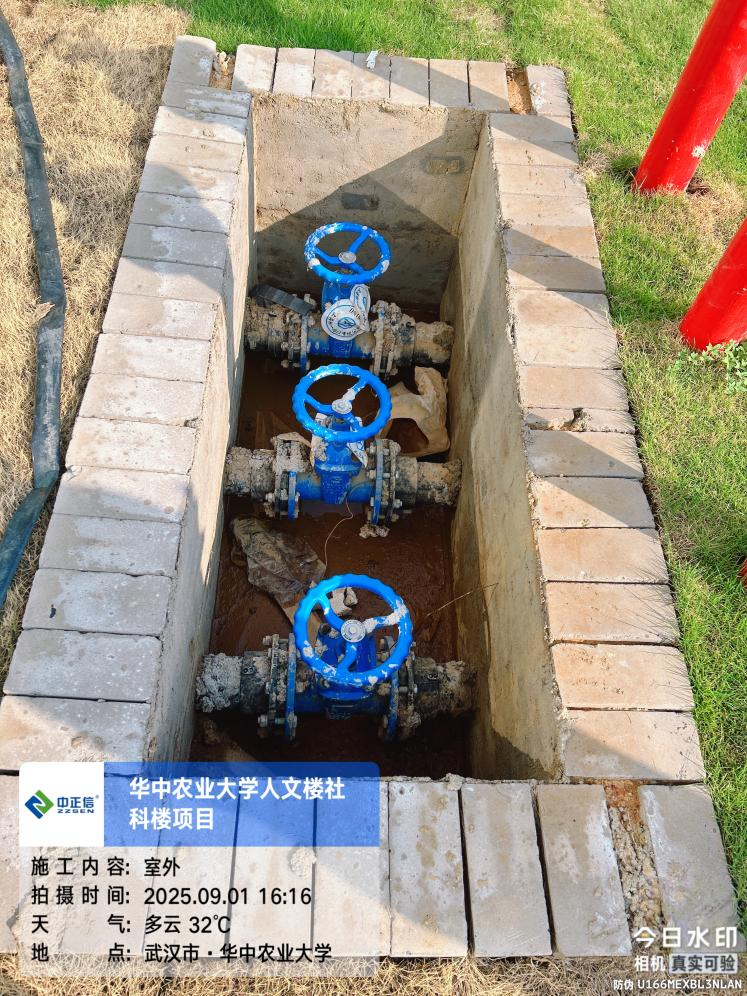 中正信
ZZSEN
华中农业大学人文楼社
科楼项目
施工内容: 室外
拍摄时间: 2025.09.01 16:16
天气: 多云 32℃
地点: 武汉市·华中农业大学
今日水印
相机 真实可验
防伪 U166MEXBL3NLAN